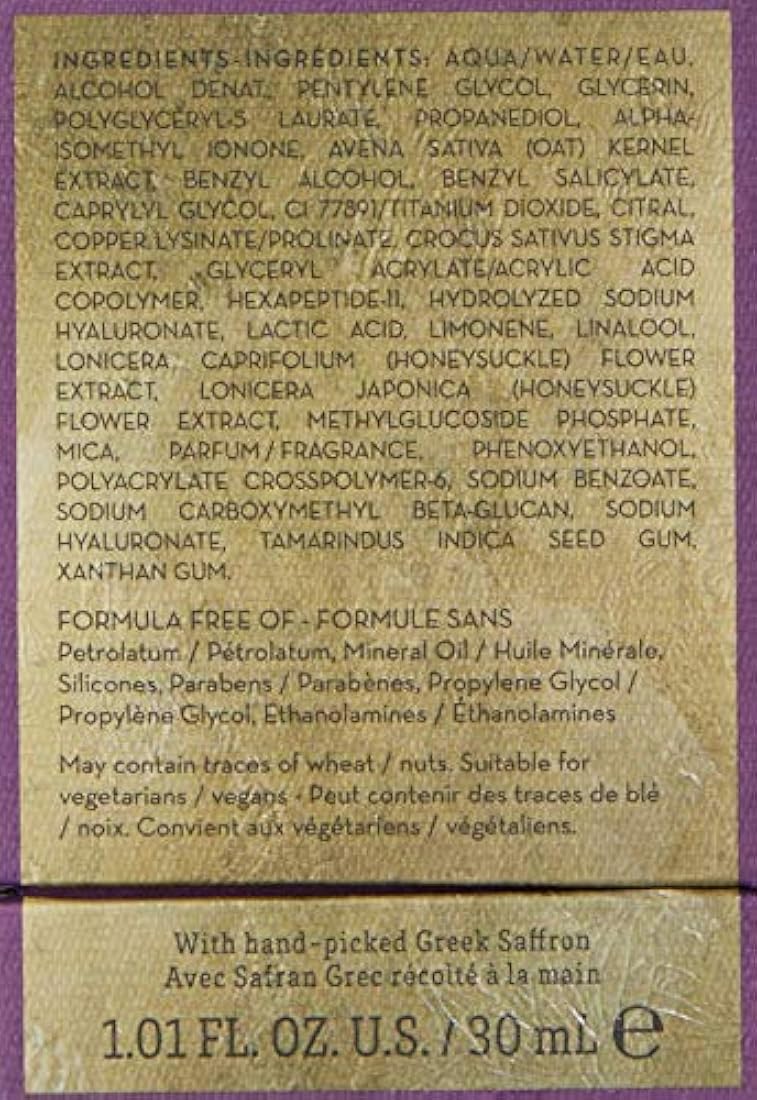 INGREDIENTS-INGRÉDIENTS: AQUA/WATER/EAU,
ALCOHOL DENAT, PENTYLENE GLYCOL, GLYCERIN,
POLYGLYCERYL-5 LAURATE, PROPANEDIOL, ALPHA-
ISOMETHYL IONONE, AVENA SATIVA (OAT) KERNEL
EXTRACT, BENZYL ALCOHOL, BENZYL SALICYLATE,
CAPRYLYL GLYCOL, CI 77891/TITANIUM DIOXIDE, CITRAL,
COPPER LYSINATE/PROLINATE, CROCUS SATIVUS STIGMA
EXTRACT, GLYCERYL ACRYLATE/ACRYLIC ACID
COPOLYMER, HEXAPEPTIDE-11, HYDROLYZED SODIUM
HYALURONATE, LACTIC ACID, LIMONENE, LINALOOL,
LONICERA CAPRIFOLIUM (HONEYSUCKLE) FLOWER
EXTRACT, LONICERA JAPONICA (HONEYSUCKLE)
FLOWER EXTRACT, METHYLGLUCOSIDE PHOSPHATE,
MICA, PARFUM / FRAGRANCE, PHENOXYETHANOL,
POLYACRYLATE CROSSPOLYMER-6, SODIUM BENZOATE,
SODIUM CARBOXYMETHYL BETA-GLUCAN, SODIUM
HYALURONATE, TAMARINDUS INDICA SEED GUM,
XANTHAN GUM.
FORMULA FREE OF - FORMULE SANS
Petrolatum / Pétrolatum, Mineral Oil / Huile Minérale,
Silicones, Parabens / Parabènes, Propylene Glycol /
Propylène Glycol, Ethanolamines / Éthanolamines
May contain traces of wheat / nuts. Suitable for
vegetarians / vegans - Peut contenir des traces de blé
/ noix. Convient aux végétariens / végétaliens.
With hand-picked Greek Saffron
Avec Safran Grec récolté à la main
1.01 FL. OZ. U.S. / 30 mL ℮